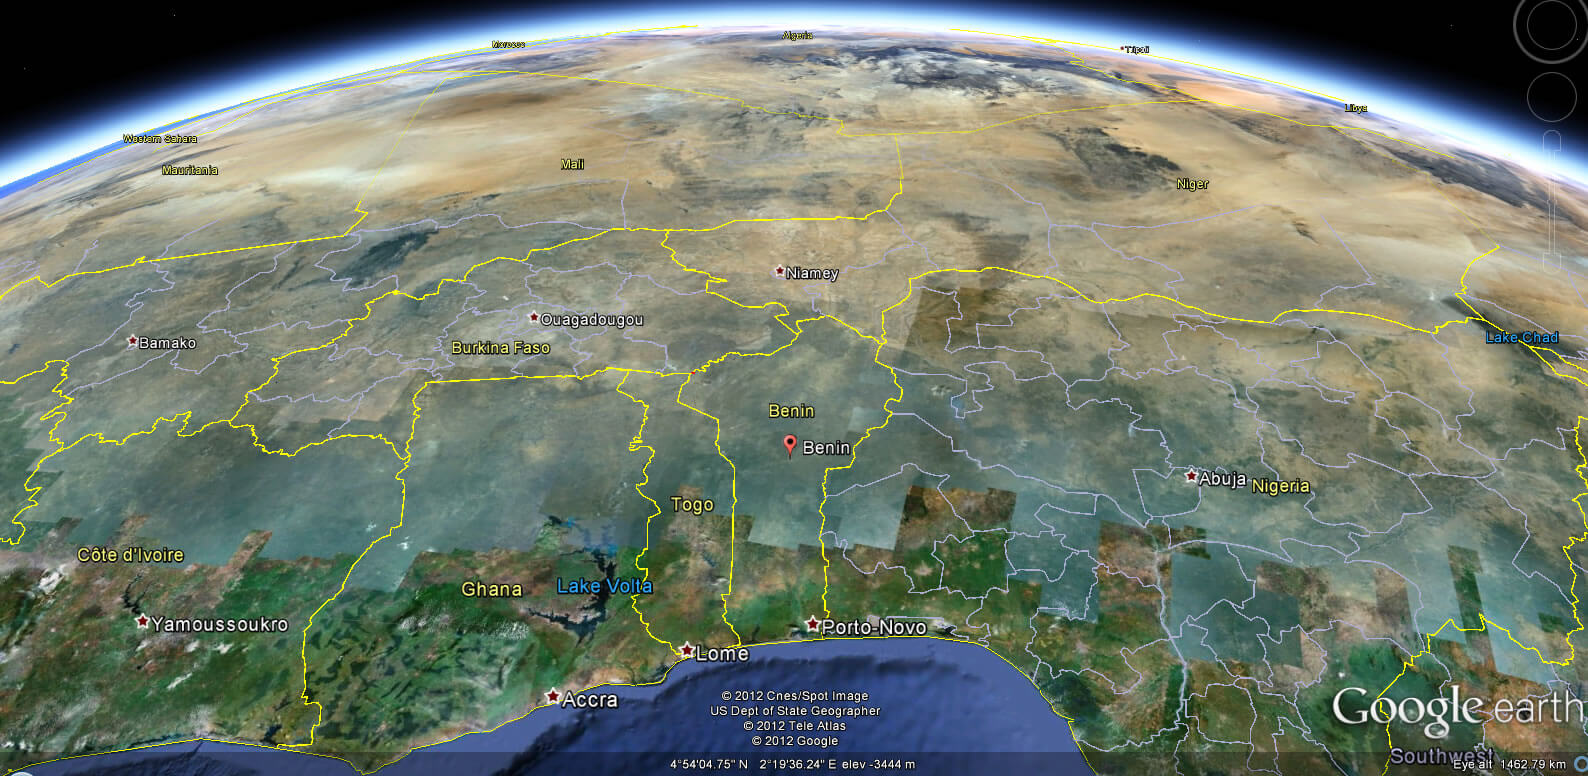 Morocco
Algeria
Tripoli
Libya
Western Sahara
Mauritania
Mali
Niger
Niamey
Ouagadougou
Bamako
Burkina Faso
Lake Chad
Benin
Benin
Abuja
Nigeria
Togo
Côte d'Ivoire
Ghana
Lake Volta
Yamoussoukro
Porto-Novo
Lome
Accra
© 2012 Cnes/Spot Image
US Dept of State Geographer
© 2012 Tele Atlas
© 2012 Google
Google earth
Southwest
4°54'04.75" N 2°19'36.24" E elev -3444 m
Eye alt 1462.79 km